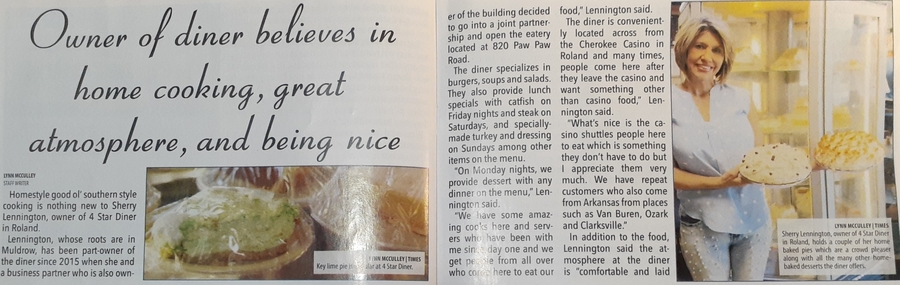 Owner of diner believes in
home cooking, great
atmosphere, and being nice
LYNN MCCULLEY
STAFF WRITER
Homestyle good ol' southern style
cooking is nothing new to Sherry
Lennington, owner of 4 Star Diner
in Roland.
Lennington, whose roots are in
Muldrow, has been part-owner of
the diner since 2015 when she and
a business partner who is also own-
LYNN MCCULLEY | TIMES
Key lime pie is popular at 4 Star Diner.
er of the building decided
to go into a joint partner-
ship and open the eatery
located at 820 Paw Paw
Road.
The diner specializes in
burgers, soups and salads.
They also provide lunch
specials with catfish on
Friday nights and steak on
Saturdays, and specially-
made turkey and dressing
on Sundays among other
items on the menu.
"On Monday nights, we
provide dessert with any
dinner on the menu," Len-
nington said.
"We have some amaz-
ing cooks here and serv-
ers who have been with
me since day one and we
get people from all over
who come here to eat our
food," Lennington said.
The diner is convenient-
ly located across from
the Cherokee Casino in
Roland and many times,
people come here after
they leave the casino and
want something other
than casino food," Len-
nington said.
"What's nice is the ca-
sino shuttles people here
to eat which is something
they don't have to do but
I appreciate them very
much. We have repeat
customers who also come
from Arkansas from places
such as Van Buren, Ozark
and Clarksville."
In addition to the food,
Lennington said the at-
mosphere at the diner
is "comfortable and laid
LYNN MCCULLEY | TIMES
Sherry Lennington, owner of 4 Star Diner
in Roland, holds a couple of her home
baked pies which are a crowd pleaser
along with all the many other home-
baked desserts the diner offers.